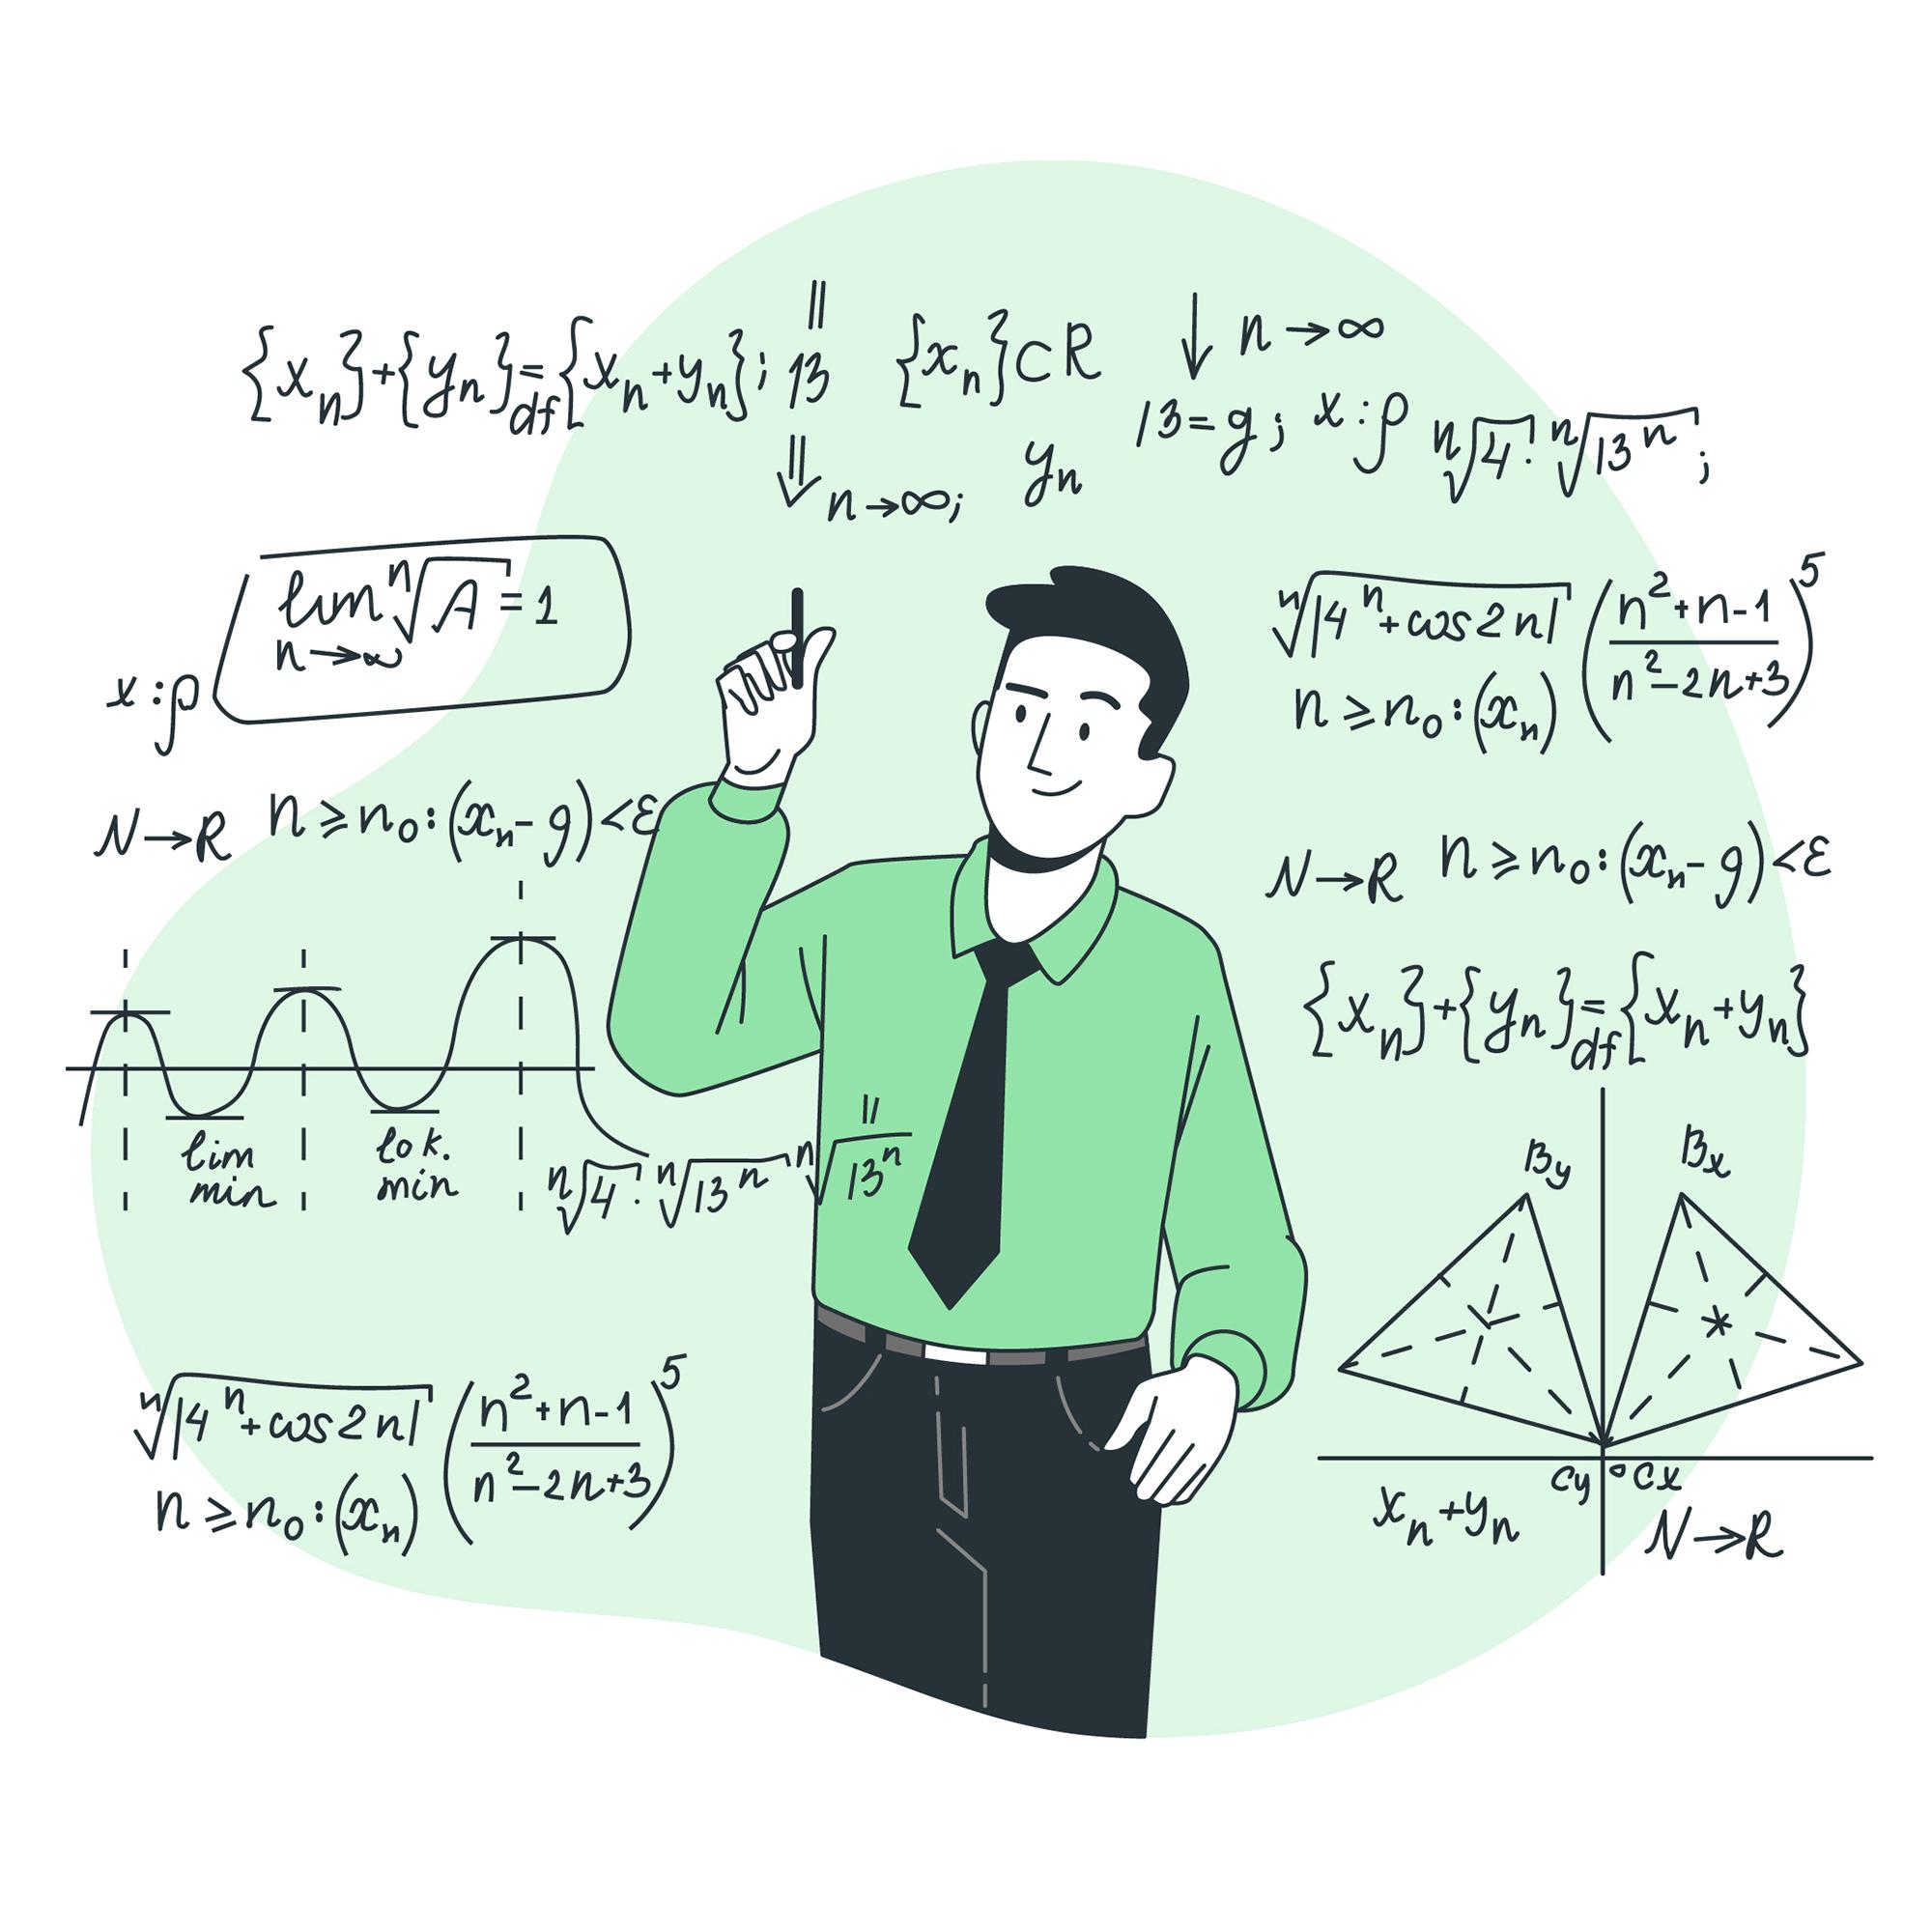 {xₙ}+{yₙ}=df{xₙ+yₙ}; 13 {xₙ}⊂R ↓ n→∞
13=g; x:ρ ⁿ√4! ⁿ√13ⁿ;
⇓ n→∞; yₙ
lim n→∞ ⁿ√A = 1
x:ρ
ⁿ√|4ⁿ+cos2n| ((n²+n-1)/(n²-2n+3))⁵
n≥n₀:(xₙ)
N→R n≥n₀:(xₙ-g)<ε
N→R n≥n₀:(xₙ-g)<ε
{xₙ}+{yₙ}=df{xₙ+yₙ}
lim min
lok. min
ⁿ√4! ⁿ√13ⁿ ⁿ√13ⁿ
By Bx
Cy Cx
xₙ+yₙ N→R
ⁿ√|4ⁿ+cos2n| ((n²+n-1)/(n²-2n+3))⁵
n≥n₀:(xₙ)